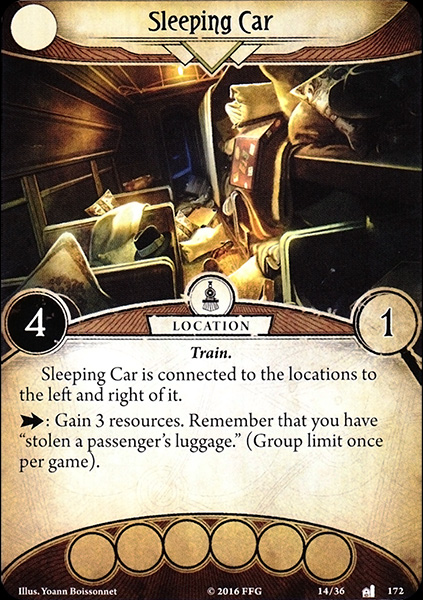 Sleeping Car
4
LOCATION
1
Train.
Sleeping Car is connected to the locations to
the left and right of it.
: Gain 3 resources. Remember that you have
“stolen a passenger’s luggage.” (Group limit once
per game).
Illus. Yoann Boissonnet © 2016 FFG 14/36 172